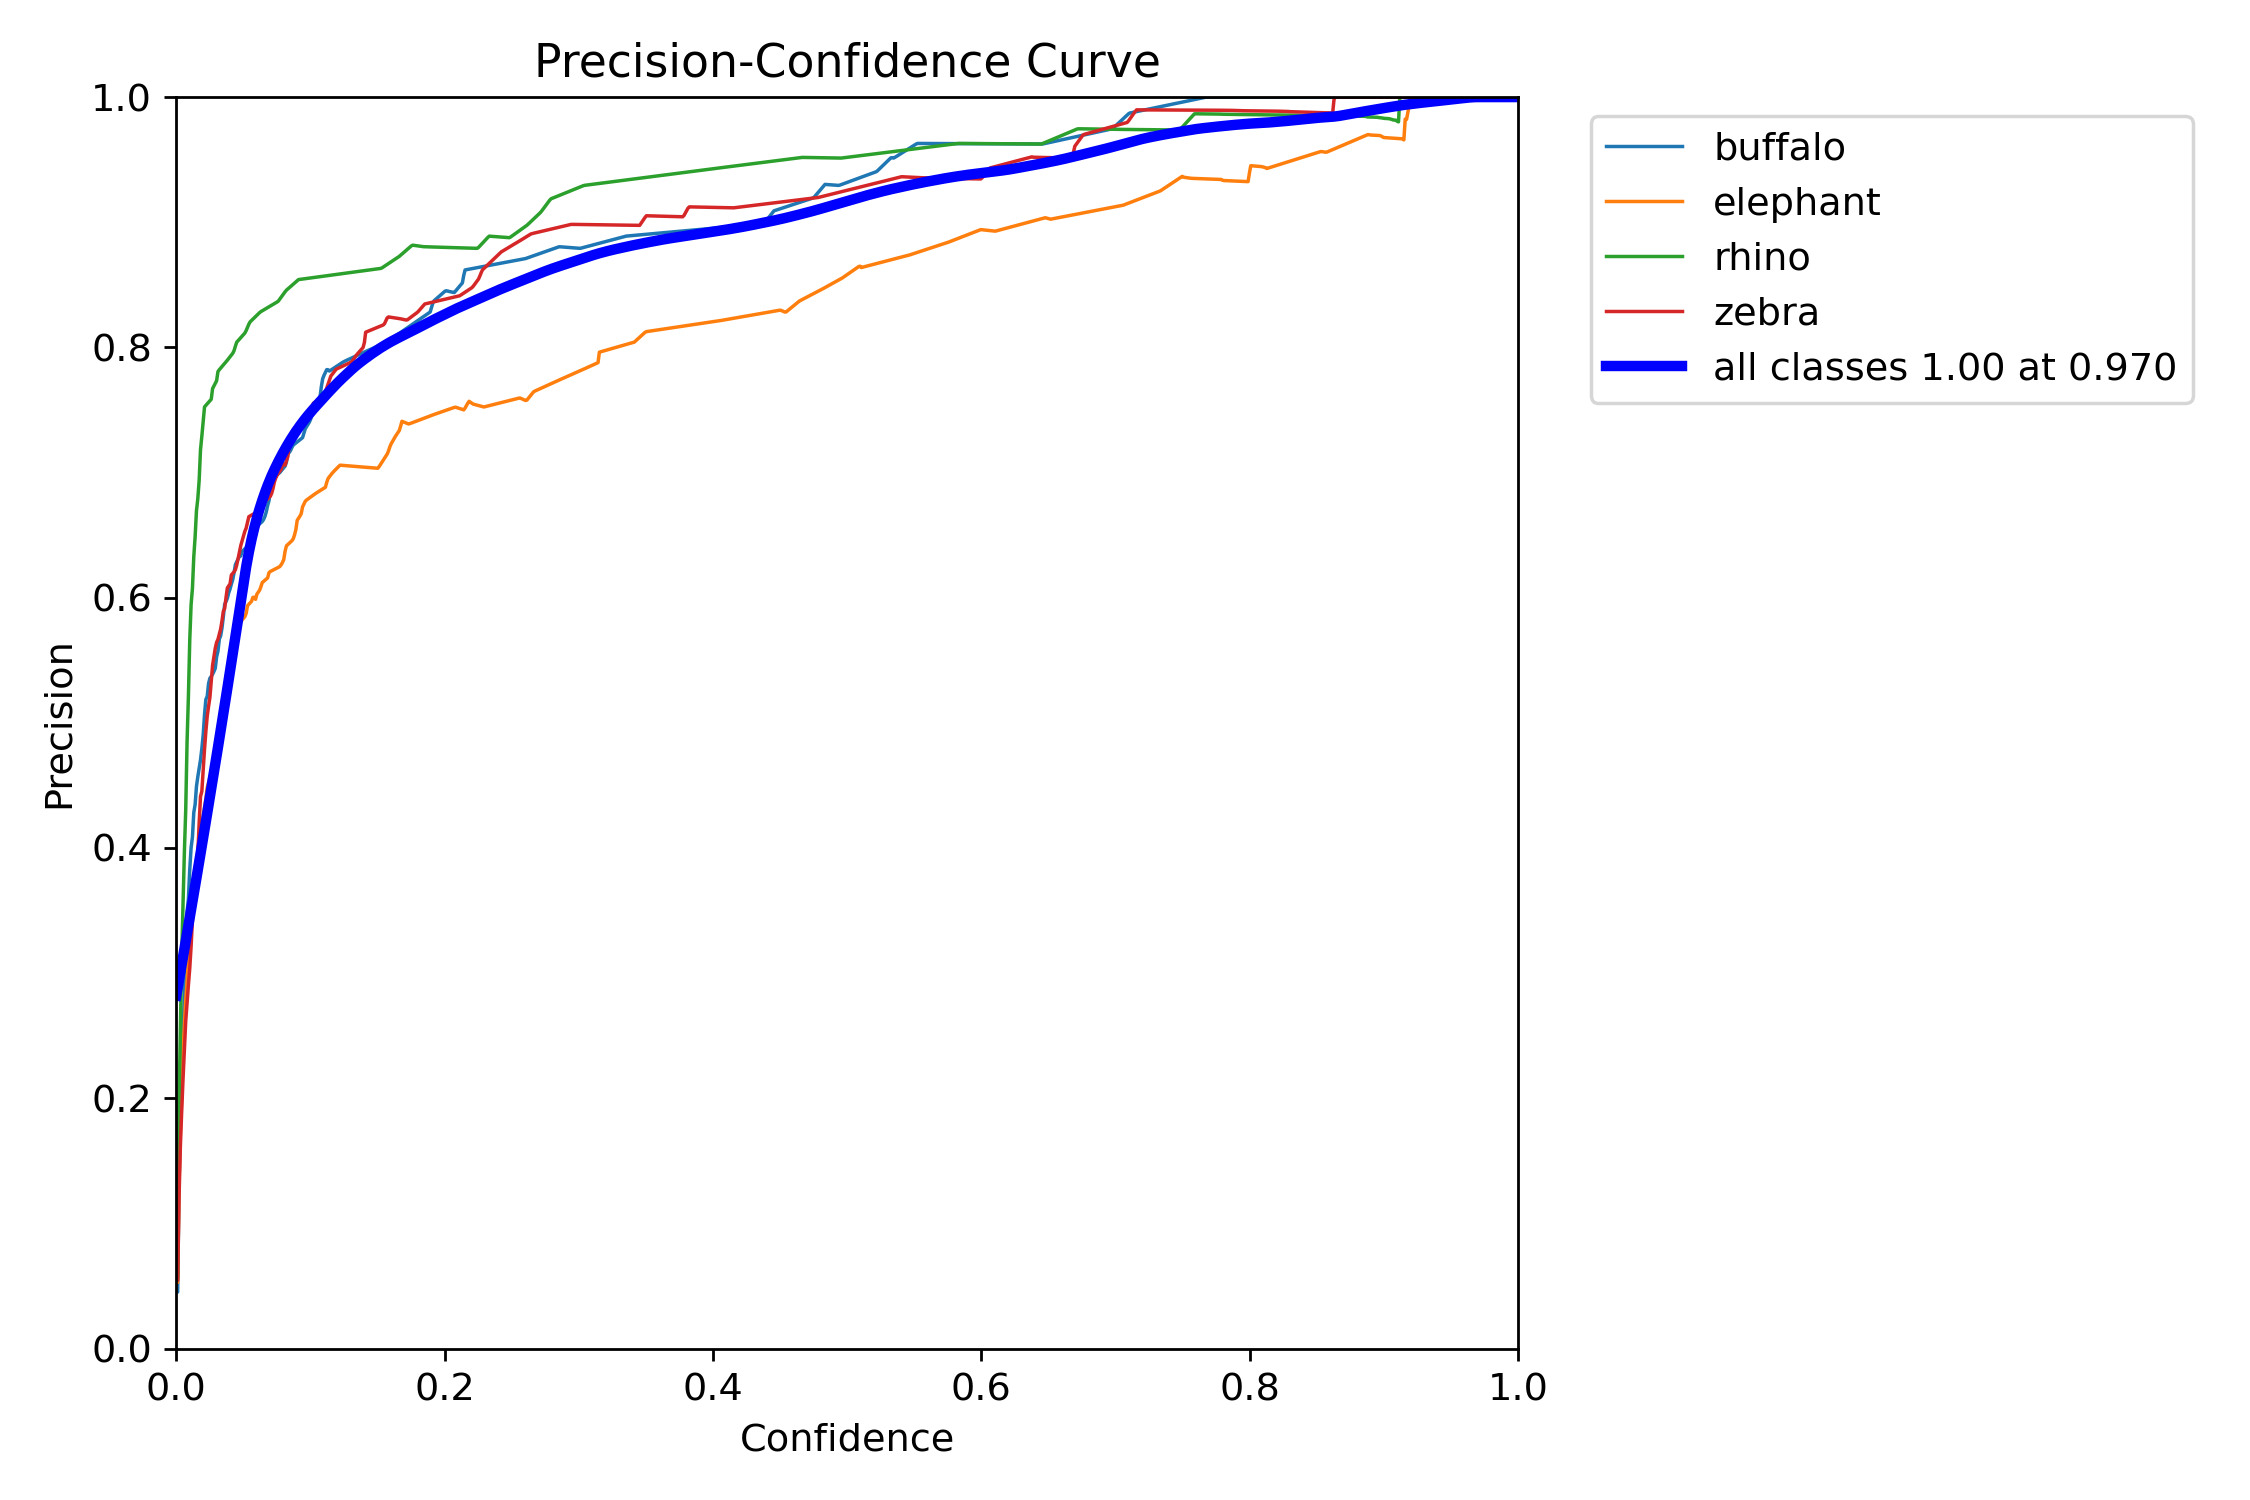 Precision-Confidence Curve
1.0
0.8
0.6
0.4
0.2
0.0
Precision
0.0 0.2 0.4 0.6 0.8 1.0
Confidence
buffalo
elephant
rhino
zebra
all classes 1.00 at 0.970